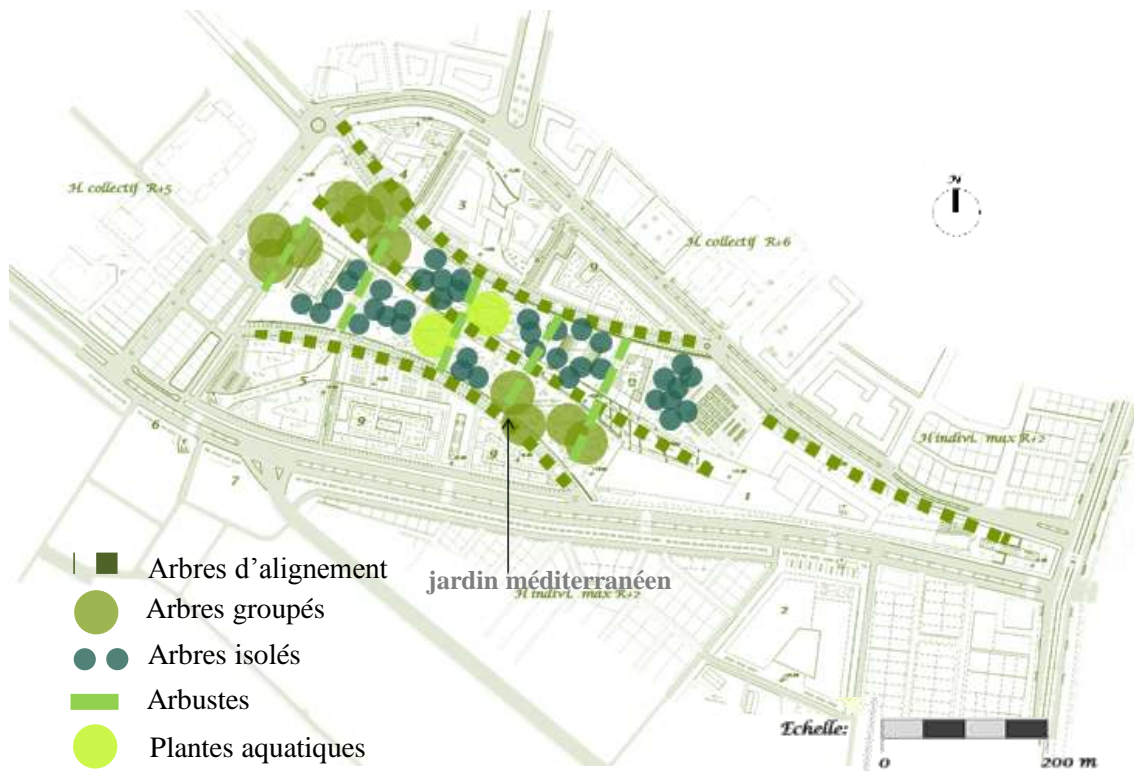 N
H. collectif R+5
H. collectif R+6
4
3
9
5
9
9
6
7
1
2
H indivi. max R+2
jardin méditerranéen
H indivi. max R+2
Arbres d’alignement
Arbres groupés
Arbres isolés
Arbustes
Plantes aquatiques
Echelle:
0
200 m